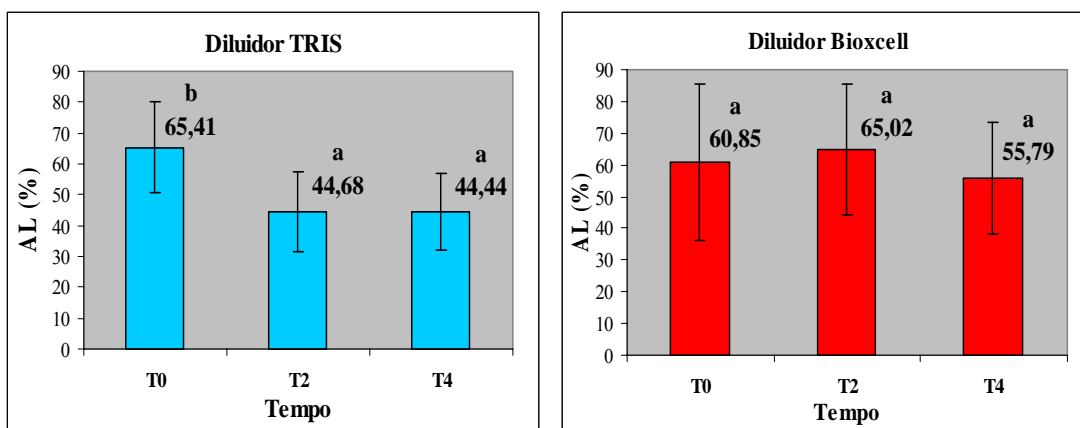 Diluidor TRIS
AL (%)
90
80
70
60
50
40
30
20
10
0
b
65,41
a
44,68
a
44,44
T0 T2 T4
Tempo
Diluidor Bioxcell
AL (%)
90
80
70
60
50
40
30
20
10
0
a
60,85
a
65,02
a
55,79
T0 T2 T4
Tempo